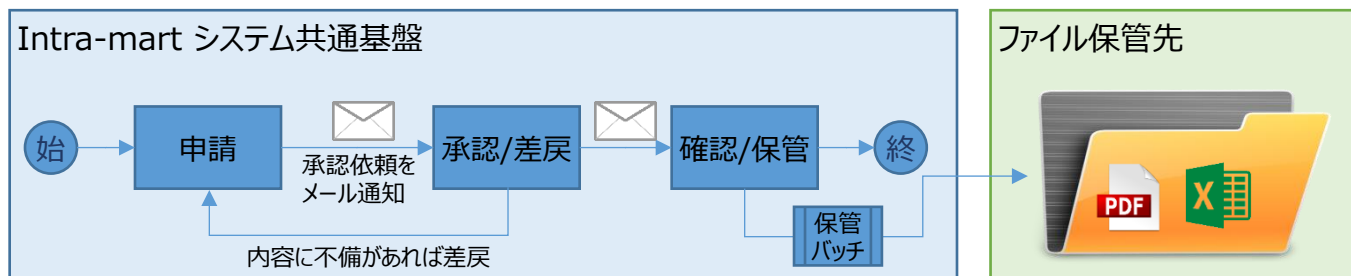 Intra-mart システム共通基盤
ファイル保管先
始
申請
承認依頼を
メール通知
承認/差戻
確認/保管
終
保管
バッチ
内容に不備があれば差戻
PDF
X